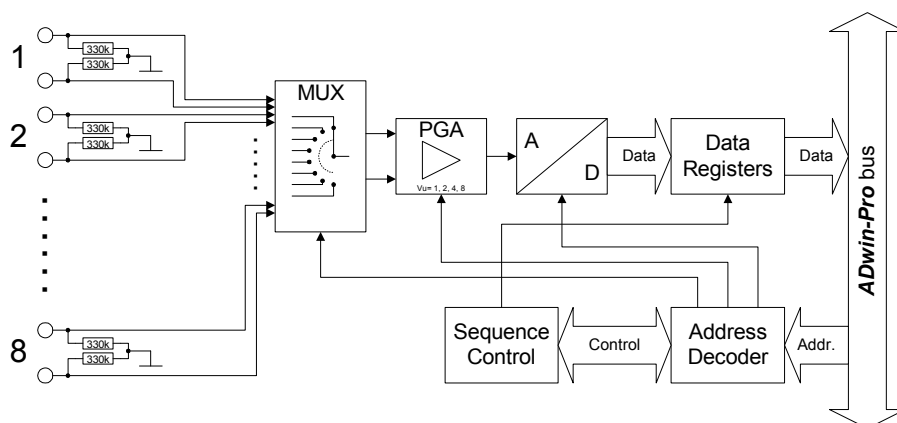 1
330k
330k
2
330k
330k
8
330k
330k
MUX
PGA
Vu= 1, 2, 4, 8
A
D
Data
Data
Registers
Data
Sequence
Control
Control
Address
Decoder
Addr.
ADwin-Pro bus